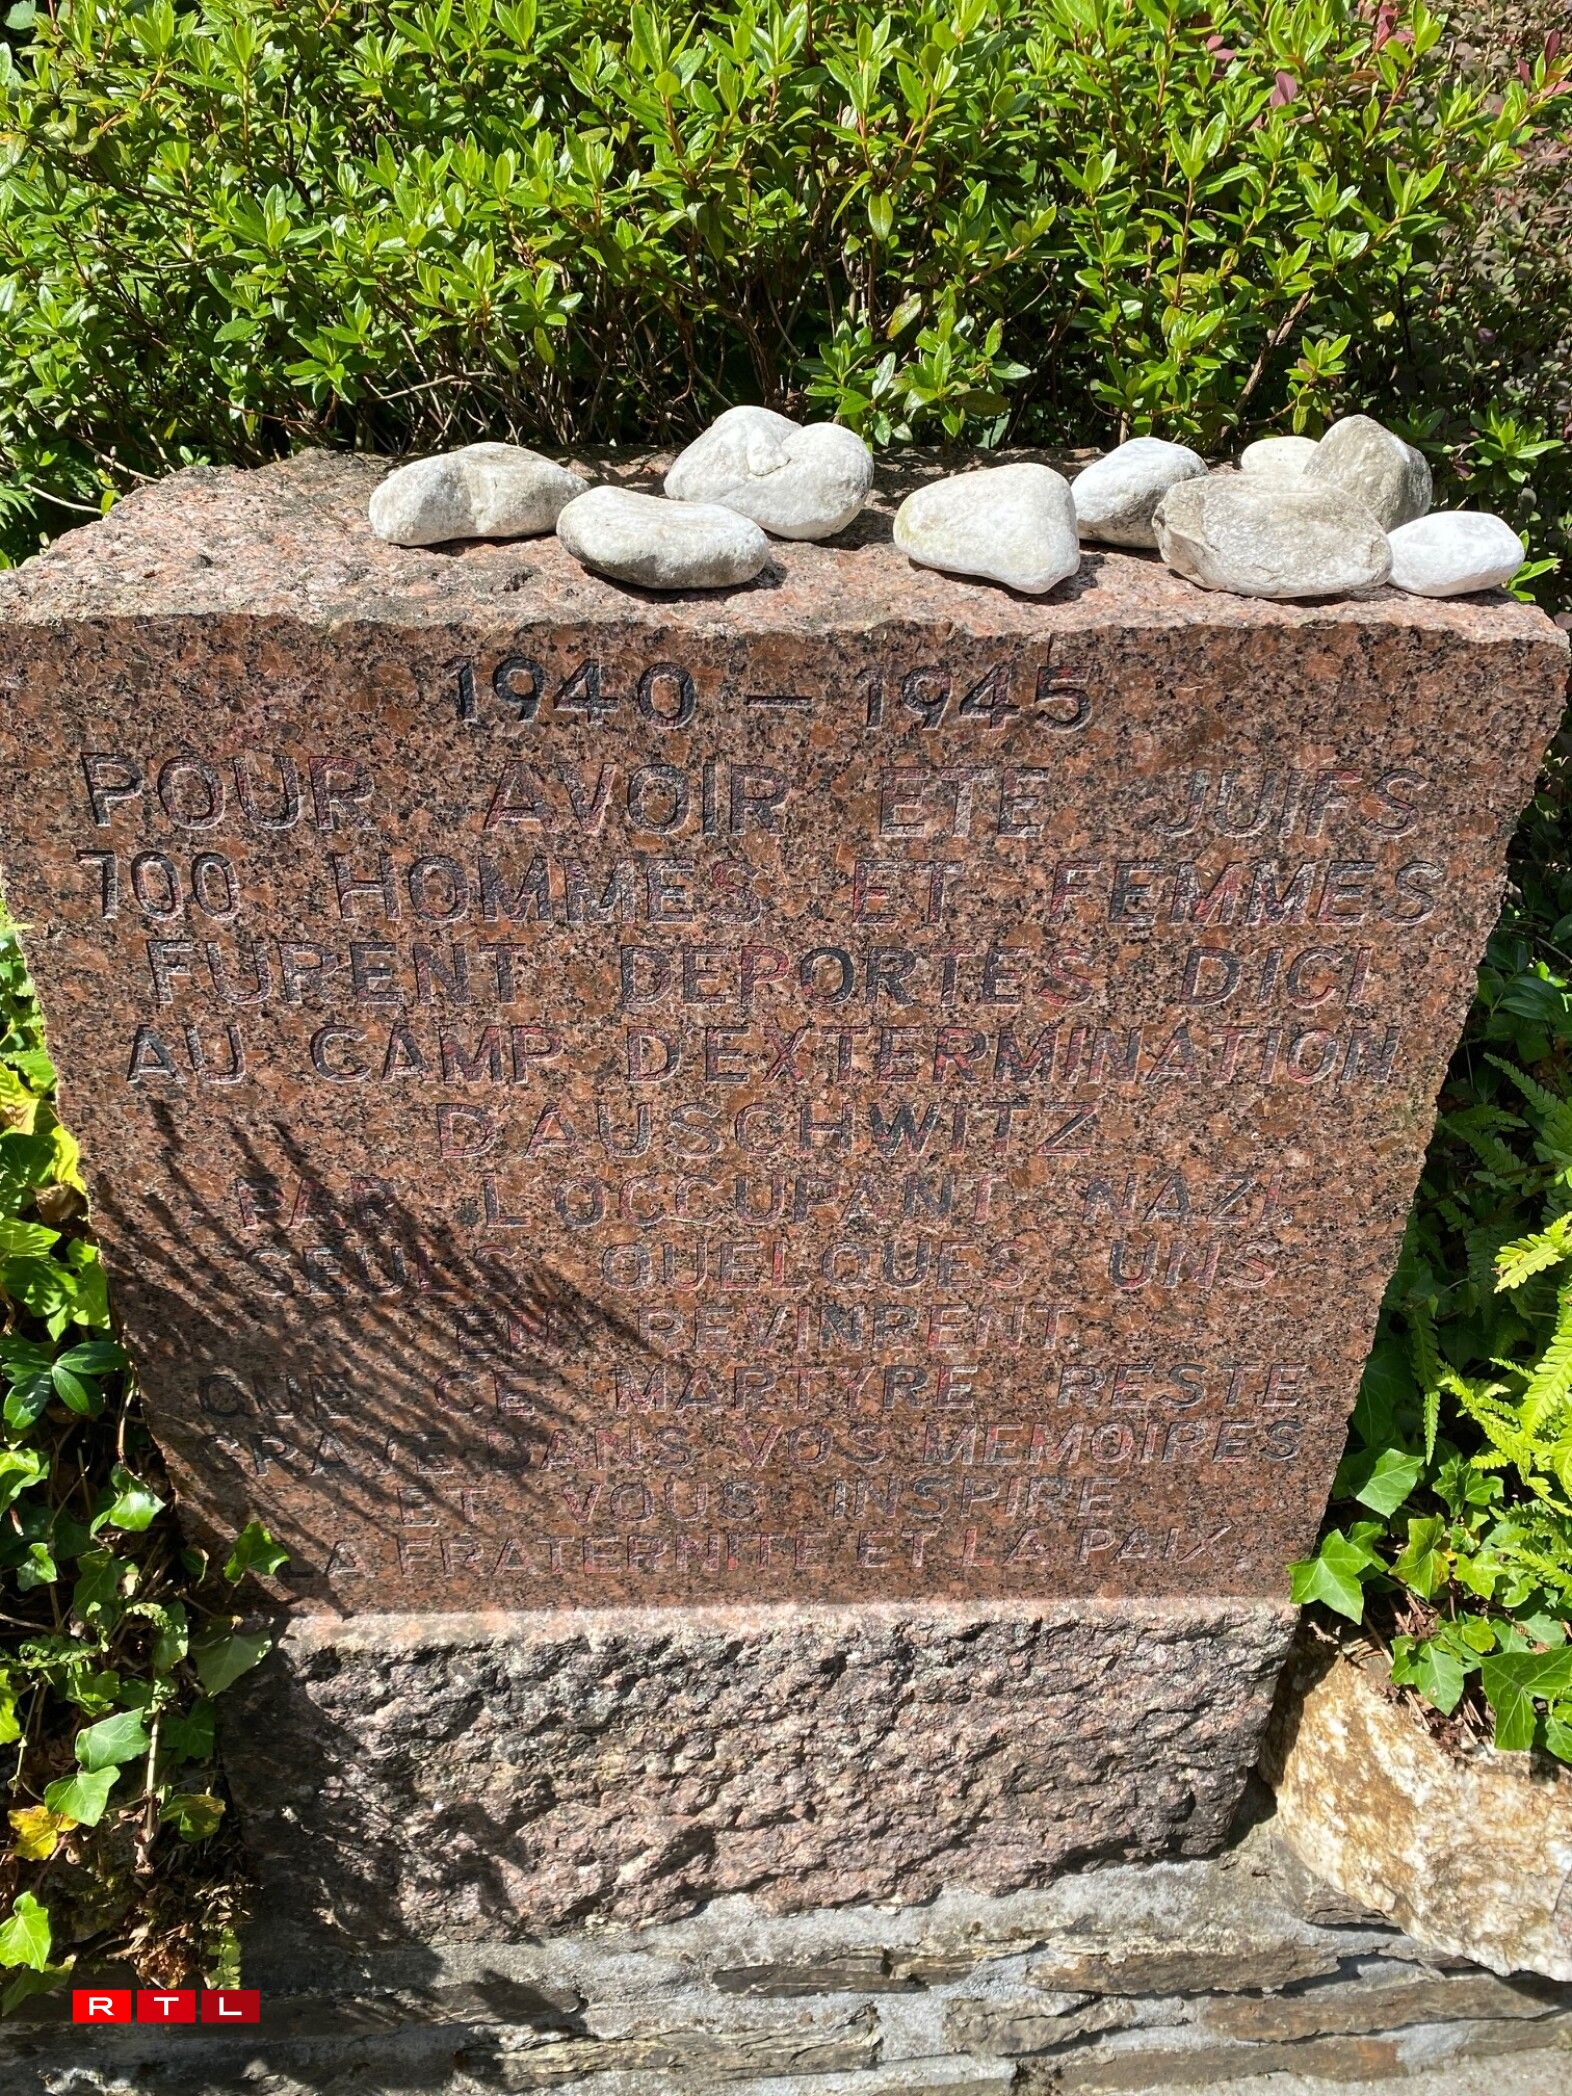 1940 – 1945
POUR AVOIR ETE JUIFS
100 HOMMES ET FEMMES
FURENT DEPORTES D'ICI
AU CAMP D'EXTERMINATION
D'AUSCHWITZ
PAR L'OCCUPANT NAZI.
SEULS QUELQUES UNS
EN REVINRENT
QUE CE MARTYRE RESTE
GRAVE DANS VOS MEMOIRES
ET VOUS INSPIRE
LA FRATERNITE ET LA PAIX.
RTL